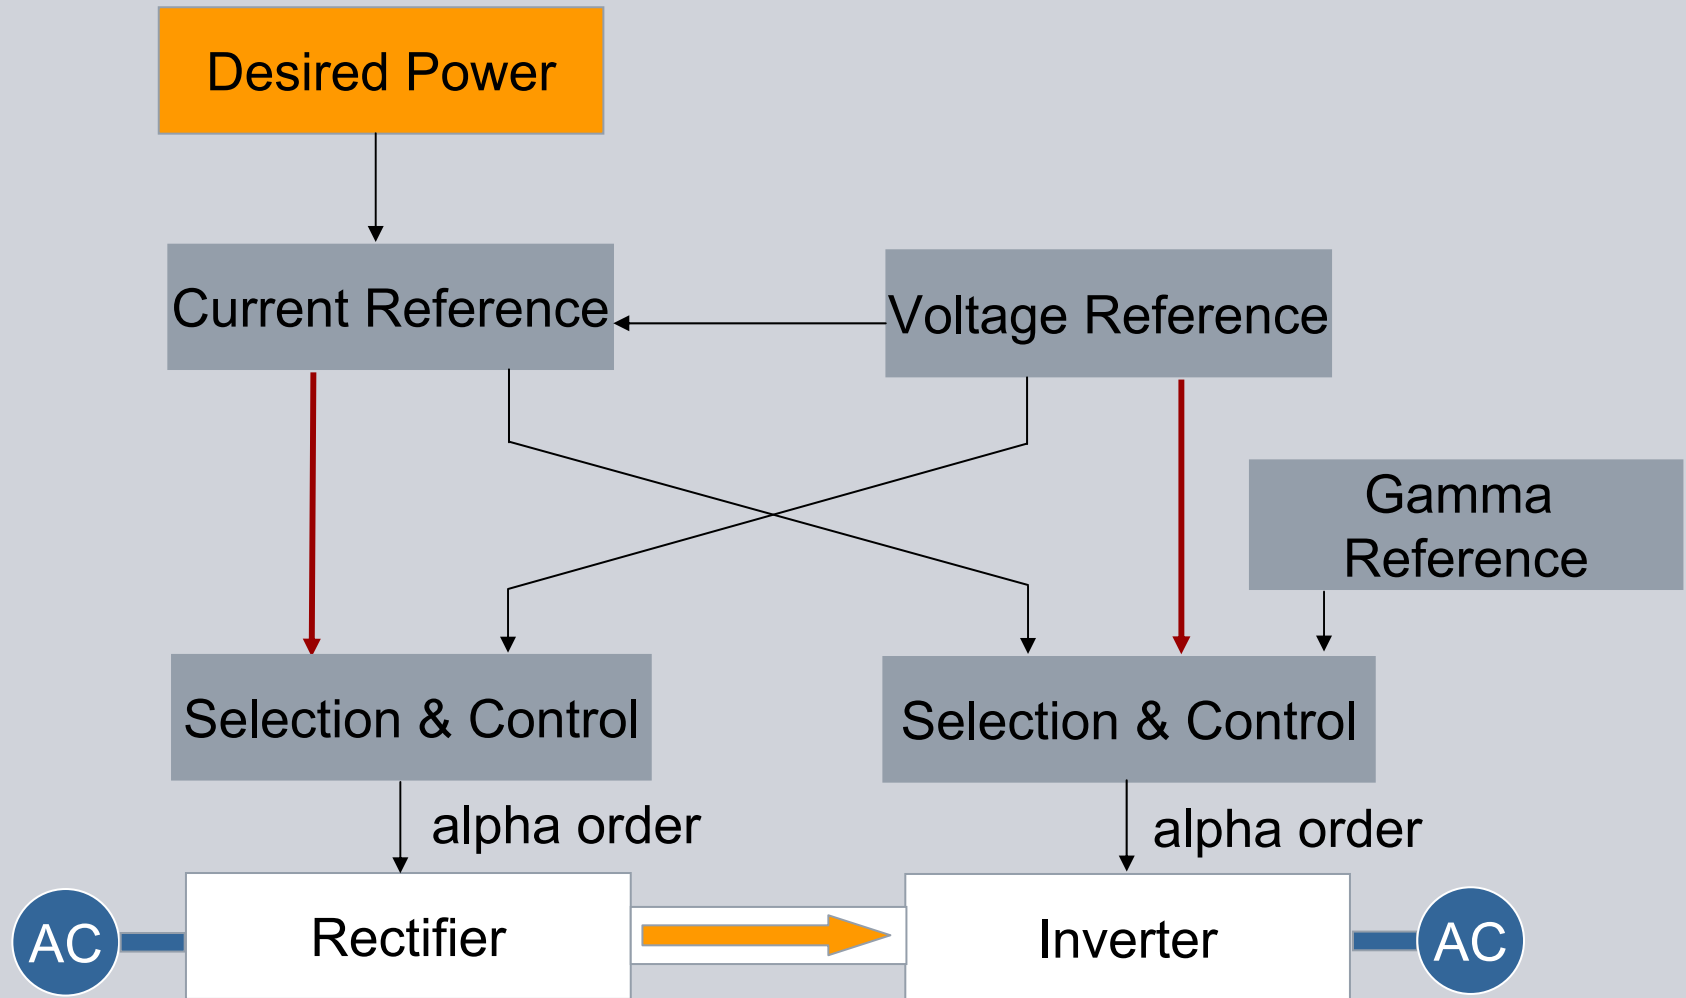 Desired Power
Current Reference
Voltage Reference
Gamma
Reference
Selection & Control
Selection & Control
alpha order
alpha order
AC
Rectifier
Inverter
AC